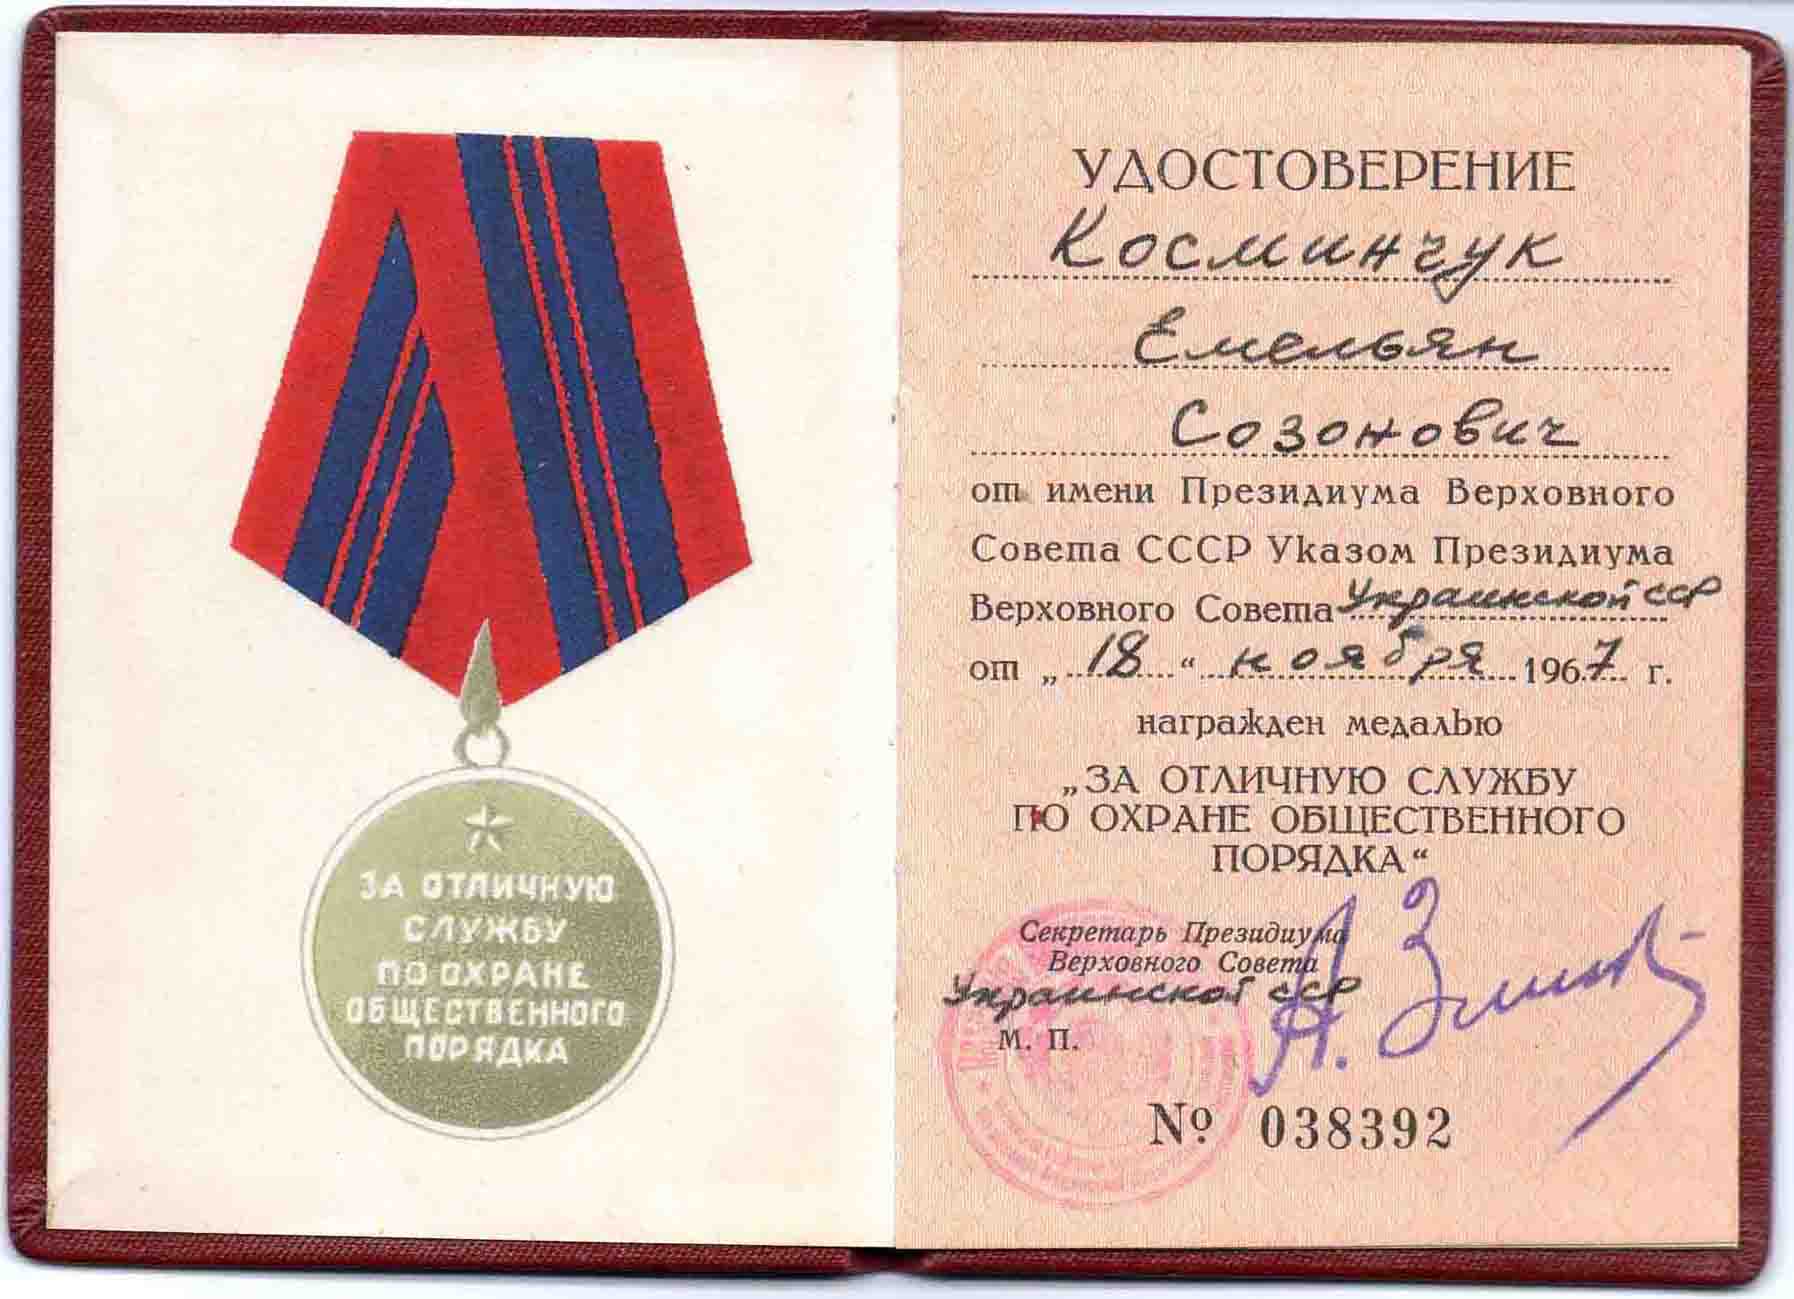 ЗА ОТЛИЧНУЮ
СЛУЖБУ
ПО ОХРАНЕ
ОБЩЕСТВЕННОГО
ПОРЯДКА
УДОСТОВЕРЕНИЕ
Косминчук
Емельян
Созонович
от имени Президиума Верховного
Совета СССР Указом Президиума
Верховного Совета Украинской ССР
от „18“ ноября 1967 г.
награжден медалью
„ЗА ОТЛИЧНУЮ СЛУЖБУ
ПО ОХРАНЕ ОБЩЕСТВЕННОГО
ПОРЯДКА“
Секретарь Президиума
Верховного Совета
Украинской ССР
М. П.
№ 038392